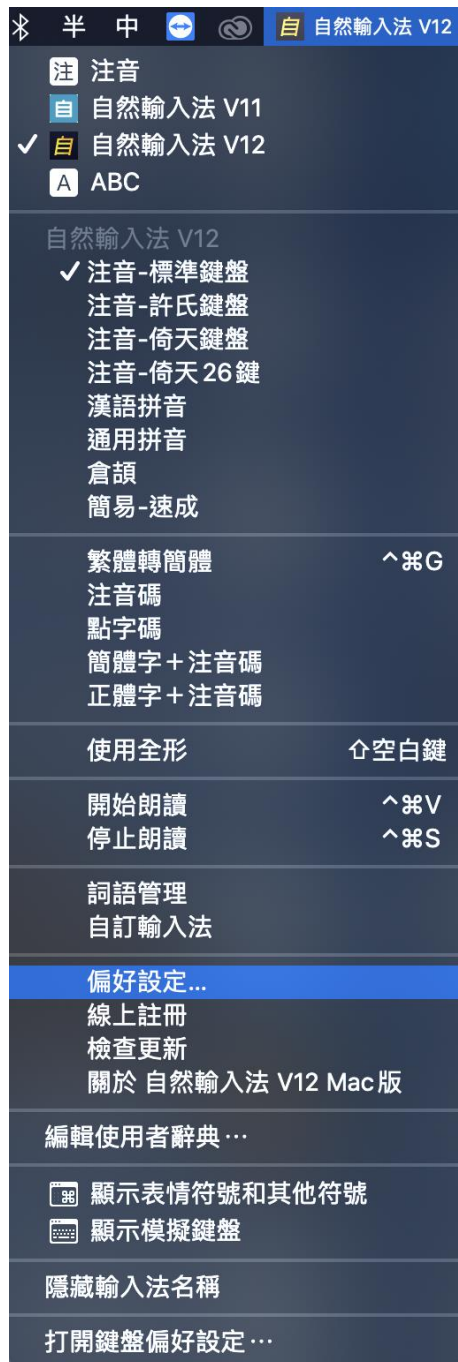 半 中 自 自然輸入法 V12
注 注音
自 自然輸入法 V11
✓ 自 自然輸入法 V12
A ABC
自然輸入法 V12
✓ 注音-標準鍵盤
注音-許氏鍵盤
注音-倚天鍵盤
注音-倚天26鍵
漢語拼音
通用拼音
倉頡
簡易-速成
繁體轉簡體 ^⌘G
注音碼
點字碼
簡體字＋注音碼
正體字＋注音碼
使用全形 ⇧空白鍵
開始朗讀 ^⌘V
停止朗讀 ^⌘S
詞語管理
自訂輸入法
偏好設定...
線上註冊
檢查更新
關於 自然輸入法 V12 Mac版
編輯使用者辭典⋯
⌘ 顯示表情符號和其他符號
顯示模擬鍵盤
隱藏輸入法名稱
打開鍵盤偏好設定⋯